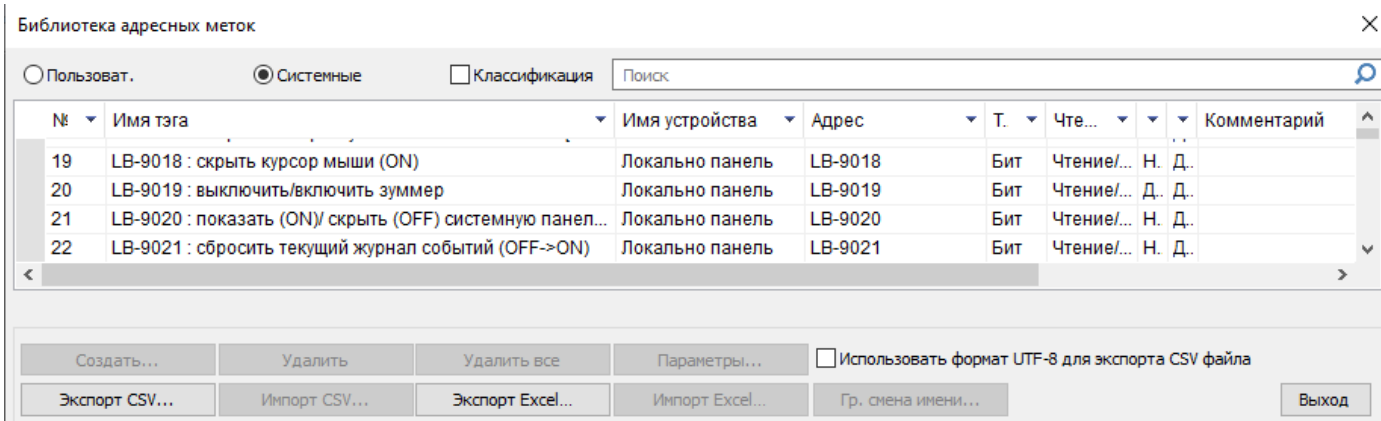 Библиотека адресных меток
Пользоват. Системные Классификация Поиск
№ Имя тэга Имя устройства Адрес Т. Чте... Комментарий
19 LB-9018 : скрыть курсор мыши (ON) Локально панель LB-9018 Бит Чтение/... Н. Д..
20 LB-9019 : выключить/включить зуммер Локально панель LB-9019 Бит Чтение/... Д.. Д..
21 LB-9020 : показать (ON)/ скрыть (OFF) системную панел... Локально панель LB-9020 Бит Чтение/... Н. Д..
22 LB-9021 : сбросить текущий журнал событий (OFF->ON) Локально панель LB-9021 Бит Чтение/... Н. Д..
Создать... Удалить Удалить все Параметры... Использовать формат UTF-8 для экспорта CSV файла
Экспорт CSV... Импорт CSV... Экспорт Excel... Импорт Excel... Гр. смена имени... Выход